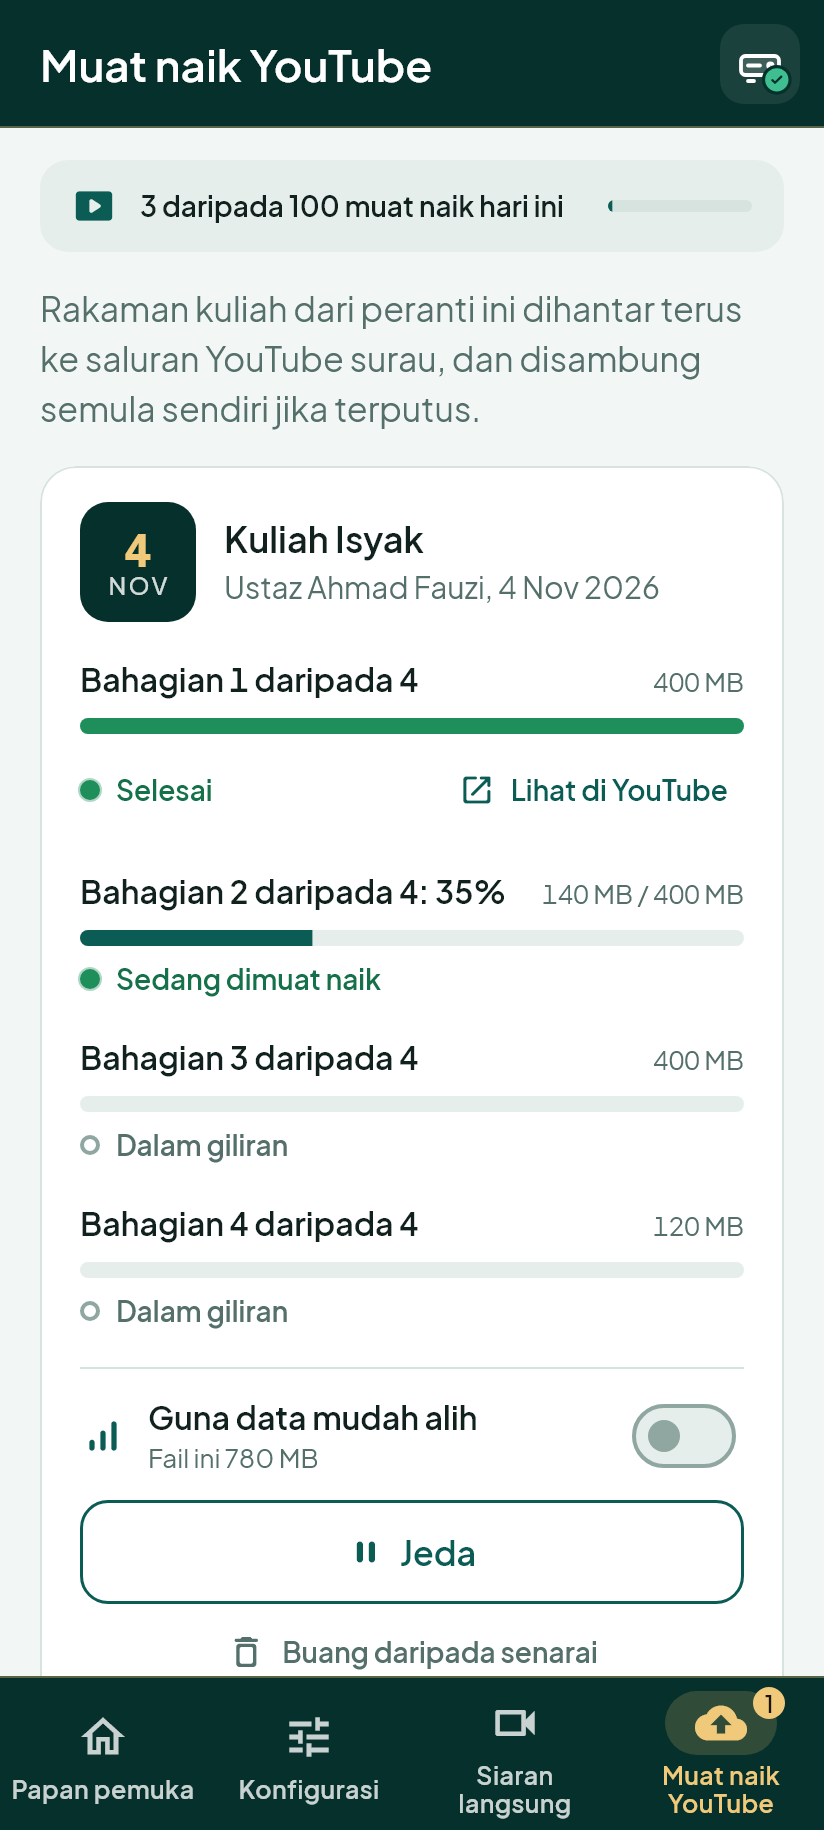 Muat naik YouTube
3 daripada 100 muat naik hari ini
Rakaman kuliah dari peranti ini dihantar terus
ke saluran YouTube surau, dan disambung
semula sendiri jika terputus.
4
NOV
Kuliah Isyak
Ustaz Ahmad Fauzi, 4 Nov 2026
Bahagian 1 daripada 4
400 MB
Selesai
Lihat di YouTube
Bahagian 2 daripada 4: 35%
140 MB / 400 MB
Sedang dimuat naik
Bahagian 3 daripada 4
400 MB
Dalam giliran
Bahagian 4 daripada 4
120 MB
Dalam giliran
Guna data mudah alih
Fail ini 780 MB
Jeda
Buang daripada senarai
Papan pemuka
Konfigurasi
Siaran
langsung
1
Muat naik
YouTube